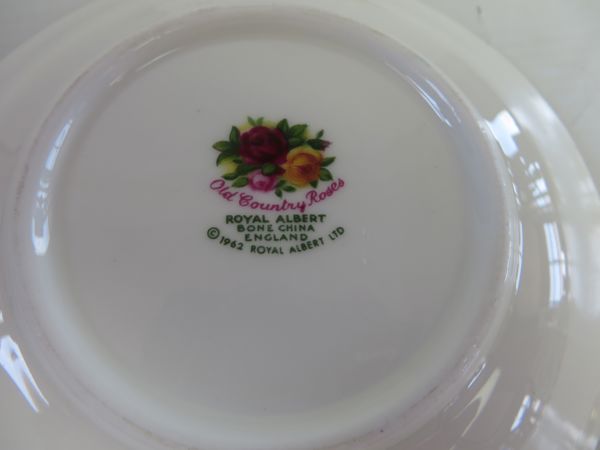 Old Country Roses
ROYAL ALBERT
BONE CHINA
ENGLAND
© 1962 ROYAL ALBERT LTD